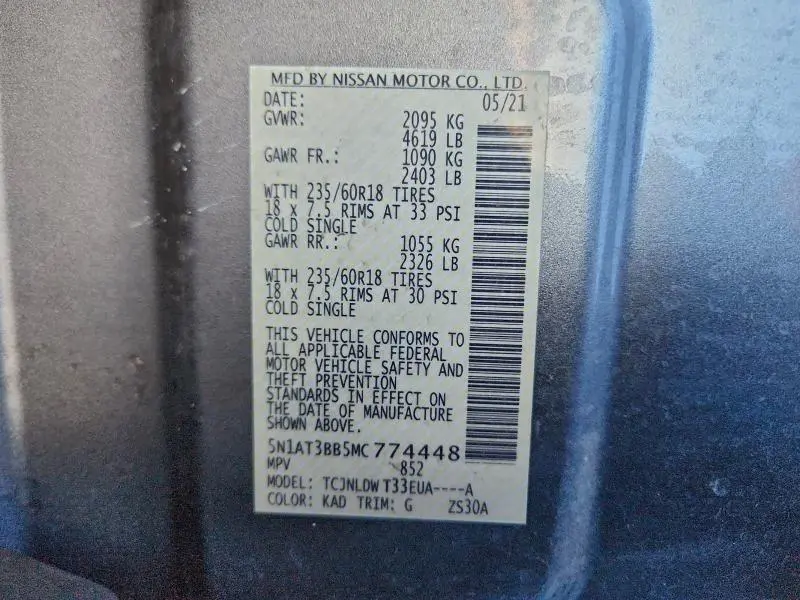 MFD BY NISSAN MOTOR CO., LTD.
DATE: 05/21
GVWR: 2095 KG
4619 LB
GAWR FR.: 1090 KG
2403 LB
WITH 235/60R18 TIRES
18 x 7.5 RIMS AT 33 PSI
COLD SINGLE
GAWR RR.: 1055 KG
2326 LB
WITH 235/60R18 TIRES
18 x 7.5 RIMS AT 30 PSI
COLD SINGLE
THIS VEHICLE CONFORMS TO
ALL APPLICABLE FEDERAL
MOTOR VEHICLE SAFETY AND
THEFT PREVENTION
STANDARDS IN EFFECT ON
THE DATE OF MANUFACTURE
SHOWN ABOVE.
5N1AT3BB5MC774448
MPV 852
MODEL: TCJNLDW T33EUA----A
COLOR: KAD TRIM: G ZS30A